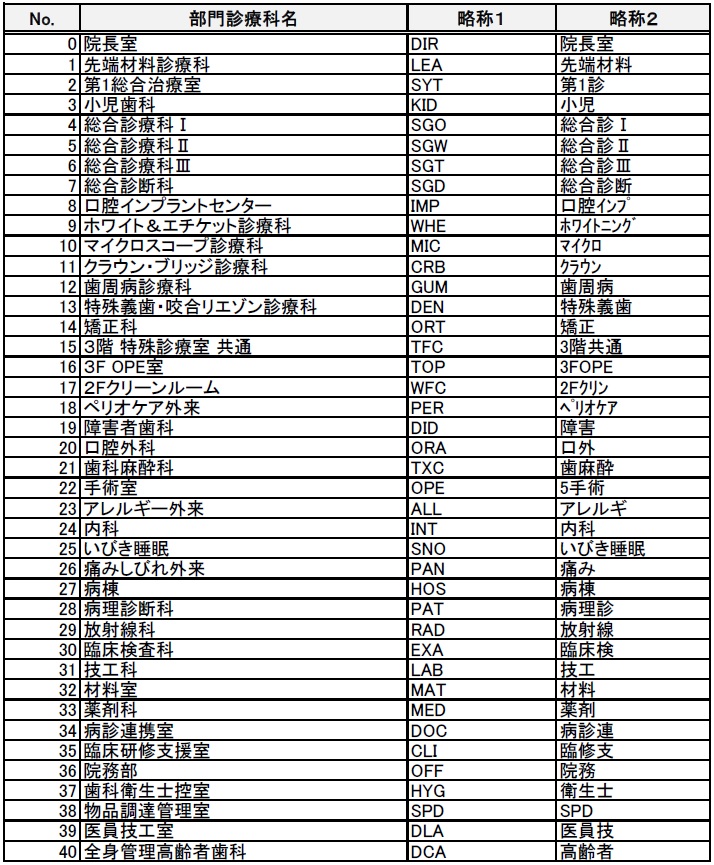 No. 部門診療科名 略称１ 略称２
0 院長室 DIR 院長室
1 先端材料診療科 LEA 先端材料
2 第1総合治療室 SYT 第1診
3 小児歯科 KID 小児
4 総合診療科Ⅰ SGO 総合診Ⅰ
5 総合診療科Ⅱ SGW 総合診Ⅱ
6 総合診療科Ⅲ SGT 総合診Ⅲ
7 総合診断科 SGD 総合診断
8 口腔インプラントセンター IMP 口腔ｲﾝﾌﾟ
9 ホワイト＆エチケット診療科 WHE ﾎﾜｲﾄﾆﾝｸﾞ
10 マイクロスコープ診療科 MIC ﾏｲｸﾛ
11 クラウン・ブリッジ診療科 CRB ｸﾗｳﾝ
12 歯周病診療科 GUM 歯周病
13 特殊義歯・咬合リエゾン診療科 DEN 特殊義歯
14 矯正科 ORT 矯正
15 ３階 特殊診療室 共通 TFC 3階共通
16 ３F OPE室 TOP 3FOPE
17 ２Fクリーンルーム WFC 2Fｸﾘﾝ
18 ペリオケア外来 PER ﾍﾟﾘｵｹｱ
19 障害者歯科 DID 障害
20 口腔外科 ORA 口外
21 歯科麻酔科 TXC 歯麻酔
22 手術室 OPE 5手術
23 アレルギー外来 ALL アレルギ
24 内科 INT 内科
25 いびき睡眠 SNO いびき睡眠
26 痛みしびれ外来 PAN 痛み
27 病棟 HOS 病棟
28 病理診断科 PAT 病理診
29 放射線科 RAD 放射線
30 臨床検査科 EXA 臨床検
31 技工科 LAB 技工
32 材料室 MAT 材料
33 薬剤科 MED 薬剤
34 病診連携室 DOC 病診連
35 臨床研修支援室 CLI 臨修支
36 院務部 OFF 院務
37 歯科衛生士控室 HYG 衛生士
38 物品調達管理室 SPD SPD
39 医員技工室 DLA 医員技
40 全身管理高齢者歯科 DCA 高齢者